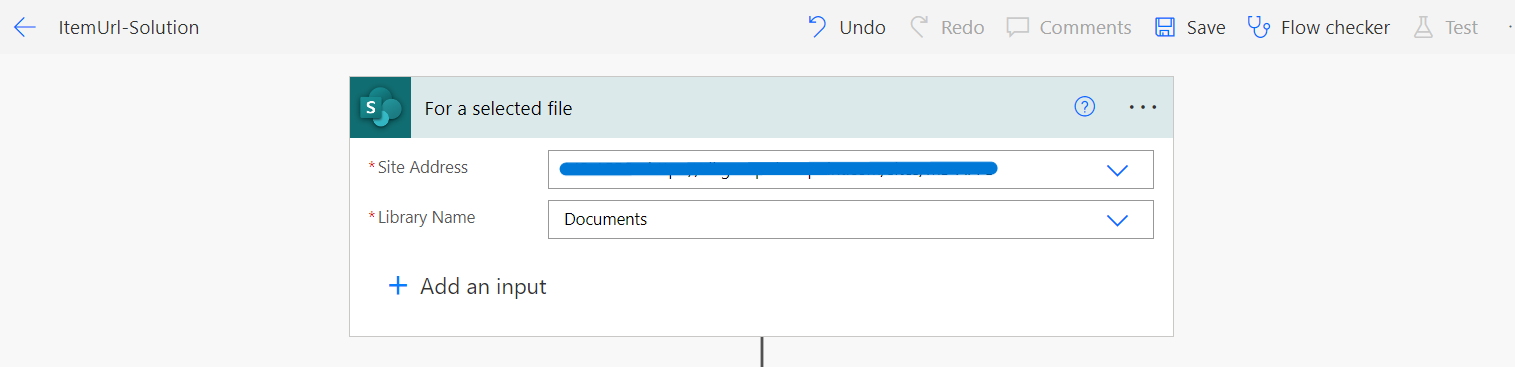 ItemUrl-Solution
Undo
Redo
Comments
Save
Flow checker
Test
S
For a selected file
?
...
*Site Address
*Library Name
Documents
+ Add an input